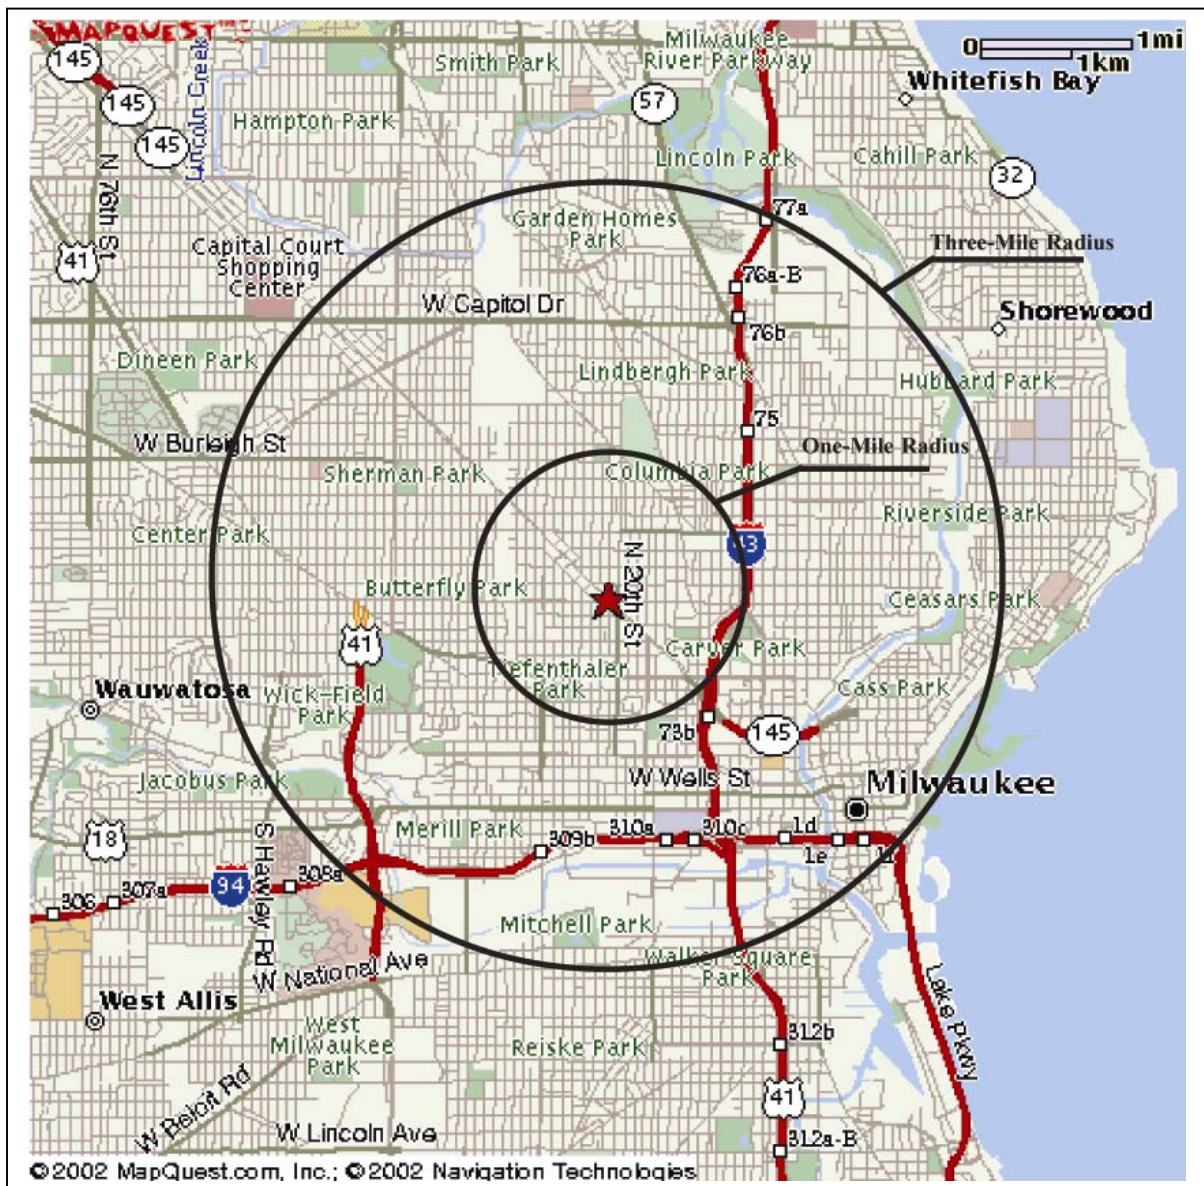 MAPQUEST
0 1mi
1km
145
145
145
Lincoln Creek
Hampton Park
Smith Park
Milwaukee
River Parkway
57
Whitefish Bay
Lincoln Park
Cahill Park
32
N 76th St
41
Capital Court
Shopping
Center
Garden Homes
Park
77a
Three-Mile Radius
76a-B
W Capitol Dr
76b
Shorewood
Dineen Park
Lindbergh Park
Hubbard Park
75
W Burleigh St
One-Mile Radius
Sherman Park
Columbia Park
Center Park
Riverside Park
43
N 20th St
Butterfly Park
Ceasars Park
41
Carver Park
Tiefenthaler
Park
Wauwatosa
Wick-Field
Park
Cass Park
73b
145
Jacobus Park
W Wells St
Milwaukee
18
S Hawley Rd
Merrill Park
309b
310a
310c
1d
1e
306
307a
94
308a
Mitchell Park
W National Ave
Walker Square
Park
Lake Pkwy
West Allis
West
Milwaukee
Park
Reiske Park
312b
W Beloit Rd
41
W Lincoln Ave
312a-B
©2002 MapQuest.com, Inc.; ©2002 Navigation Technologies